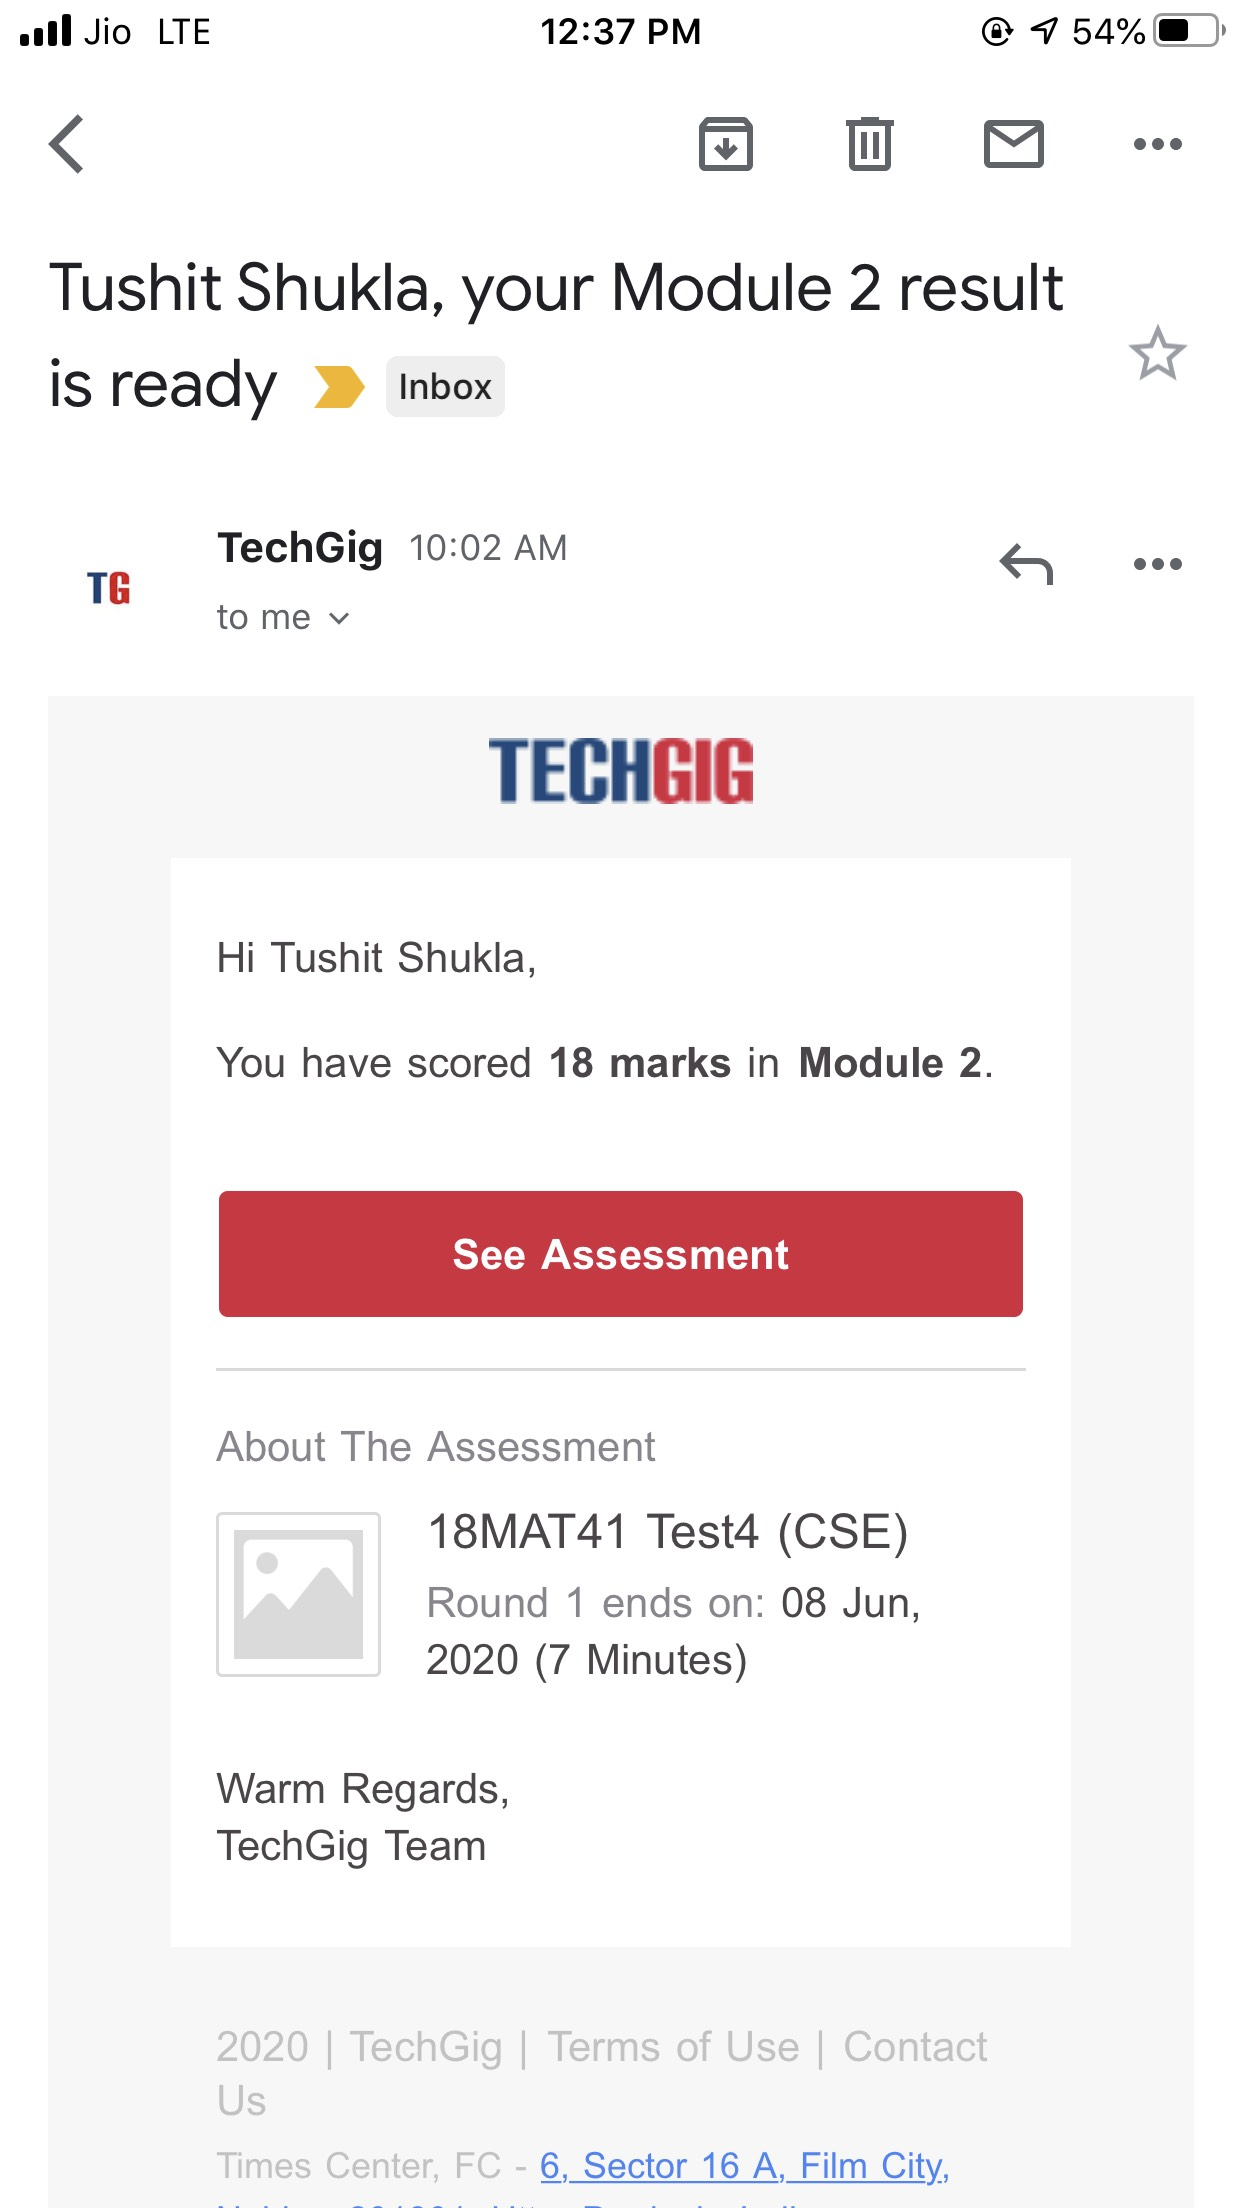 Jio LTE 12:37 PM 54%
Tushit Shukla, your Module 2 result
is ready Inbox
TechGig 10:02 AM
TG
to me
TECHGIG
Hi Tushit Shukla,
You have scored 18 marks in Module 2.
See Assessment
About The Assessment
18MAT41 Test4 (CSE)
Round 1 ends on: 08 Jun,
2020 (7 Minutes)
Warm Regards,
TechGig Team
2020 | TechGig | Terms of Use | Contact
Us
Times Center, FC - 6, Sector 16 A, Film City,